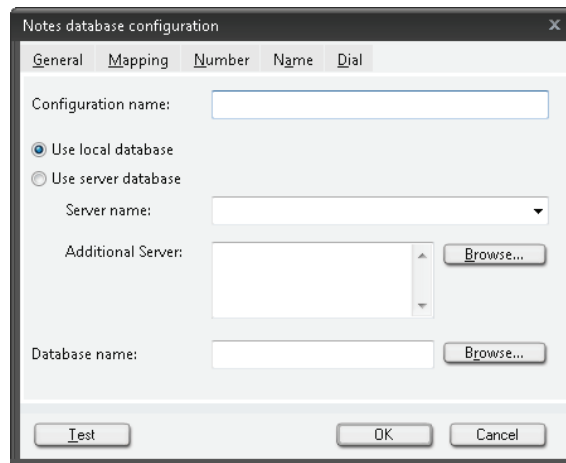 Notes database configuration
General Mapping Number Name Dial
Configuration name:
Use local database
Use server database
Server name:
Additional Server: Browse...
Database name: Browse...
Test OK Cancel